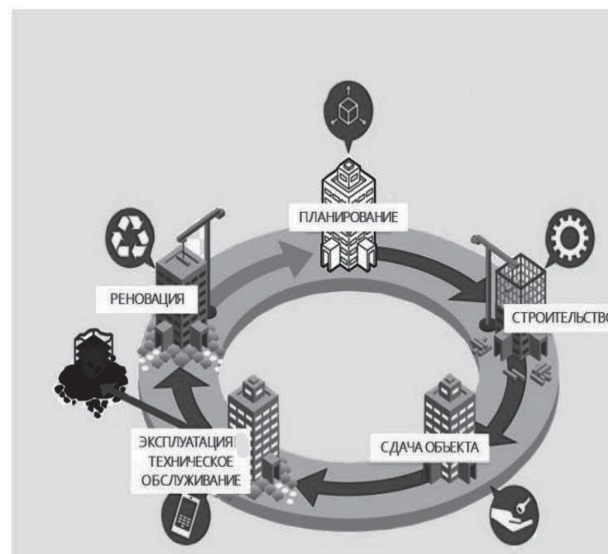 ПЛАНИРОВАНИЕ
РЕНОВАЦИЯ
СТРОИТЕЛЬСТВО
СДАЧА ОБЪЕКТА
ЭКСПЛУАТАЦИЯ
ТЕХНИЧЕСКОЕ
ОБСЛУЖИВАНИЕ